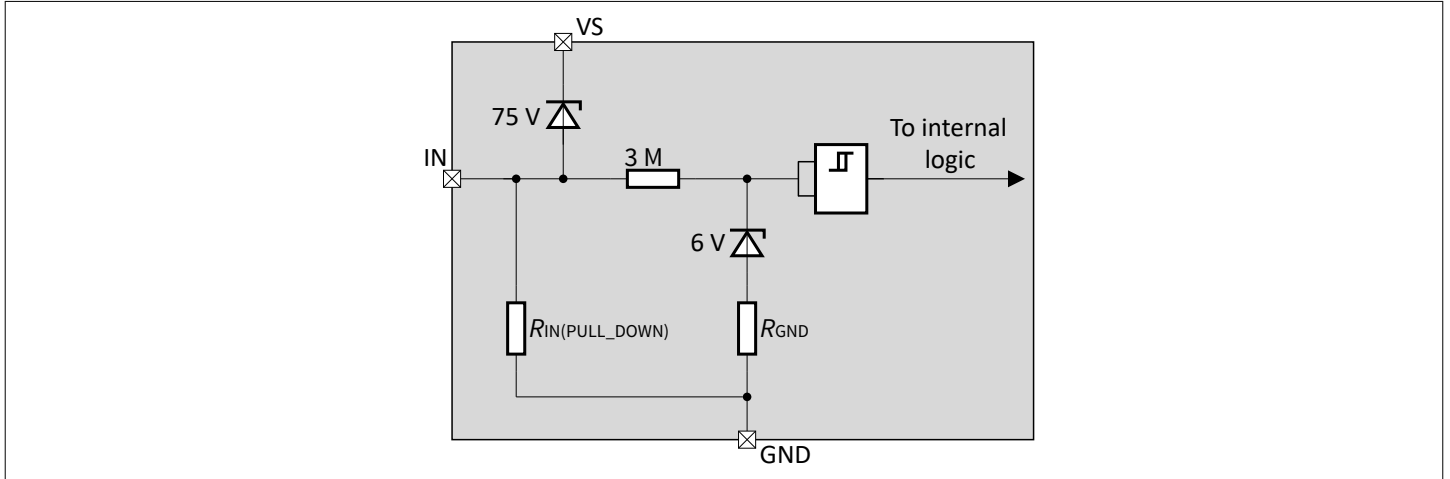 VS
75 V
To internal
logic
IN
3 M
6 V
RIN(PULL_DOWN)
RGND
GND